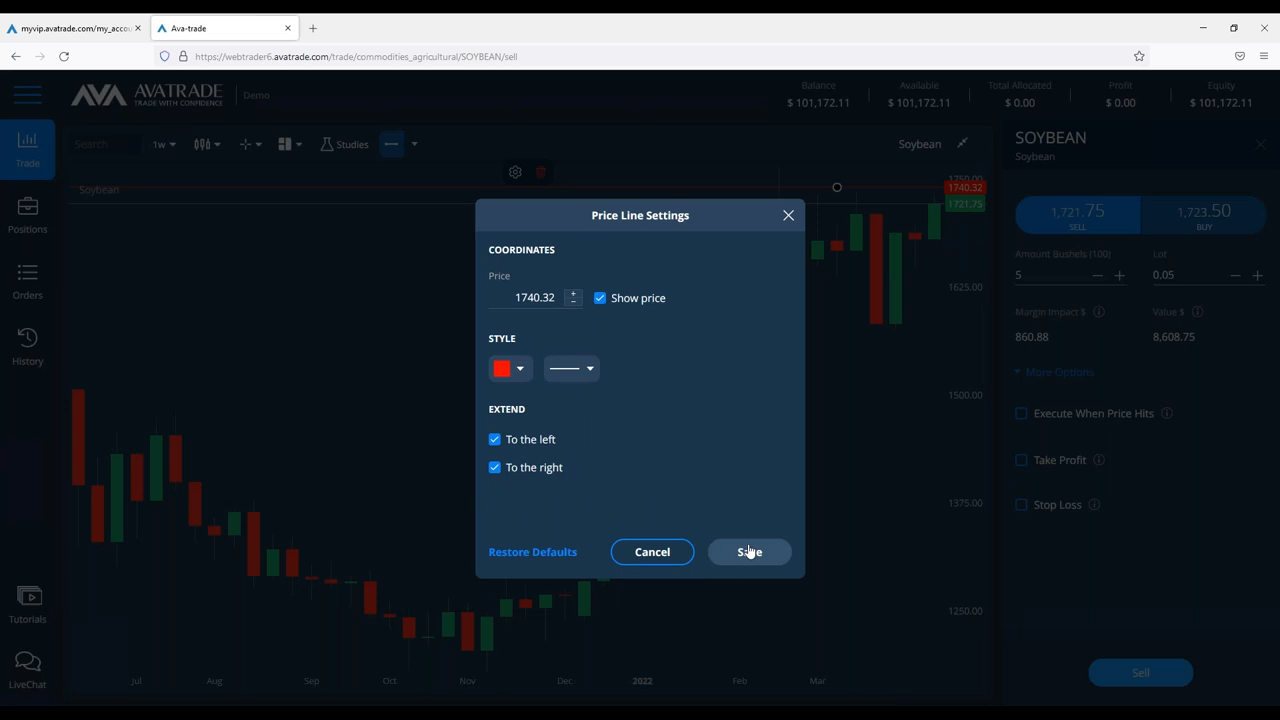 myvip.avatrade.com/my_accou
Ava-trade
https://webtrader6.avatrade.com/trade/commodities_agricultural/SOYBEAN/sell
AVATRADE
TRADE WITH CONFIDENCE
Demo
Balance
$ 101,172.11
Available
$ 101,172.11
Total Allocated
$ 0.00
Profit
$ 0.00
Equity
$ 101,172.11
Trade
Positions
Orders
History
Tutorials
LiveChat
Search
1w
Studies
Soybean
Soybean
1750.00
1740.32
1721.75
1625.00
1500.00
1375.00
1250.00
Jul Aug Sep Oct Nov Dec 2022 Feb Mar
Price Line Settings
COORDINATES
Price
1740.32
Show price
STYLE
EXTEND
To the left
To the right
Restore Defaults
Cancel
Save
SOYBEAN
Soybean
1,721.75
SELL
1,723.50
BUY
Amount Bushels (100)
5
Lot
0.05
Margin Impact $
860.88
Value $
8,608.75
More Options
Execute When Price Hits
Take Profit
Stop Loss
Sell